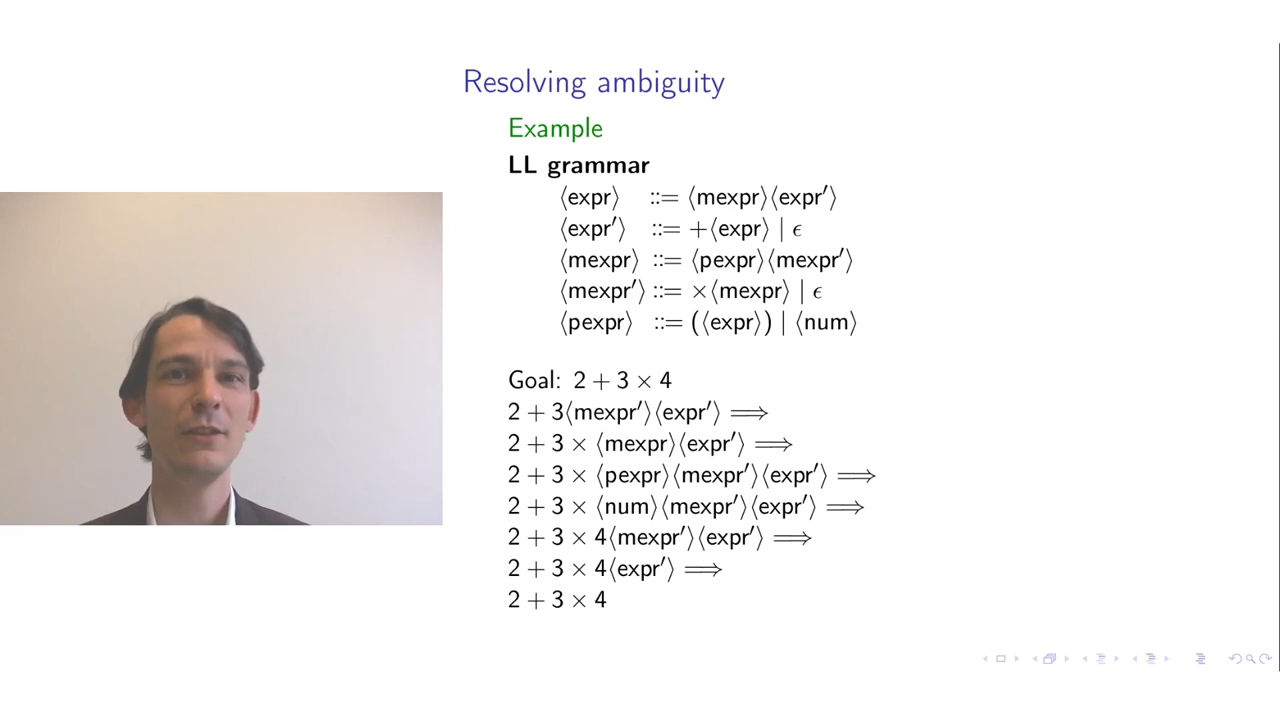 Resolving ambiguity
Example
LL grammar
⟨expr⟩ ::= ⟨mexpr⟩⟨expr′⟩
⟨expr′⟩ ::= +⟨expr⟩ | ϵ
⟨mexpr⟩ ::= ⟨pexpr⟩⟨mexpr′⟩
⟨mexpr′⟩ ::= ×⟨mexpr⟩ | ϵ
⟨pexpr⟩ ::= (⟨expr⟩) | ⟨num⟩
Goal: 2 + 3 × 4
2 + 3⟨mexpr′⟩⟨expr′⟩ ⟹
2 + 3 × ⟨mexpr⟩⟨expr′⟩ ⟹
2 + 3 × ⟨pexpr⟩⟨mexpr′⟩⟨expr′⟩ ⟹
2 + 3 × ⟨num⟩⟨mexpr′⟩⟨expr′⟩ ⟹
2 + 3 × 4⟨mexpr′⟩⟨expr′⟩ ⟹
2 + 3 × 4⟨expr′⟩ ⟹
2 + 3 × 4